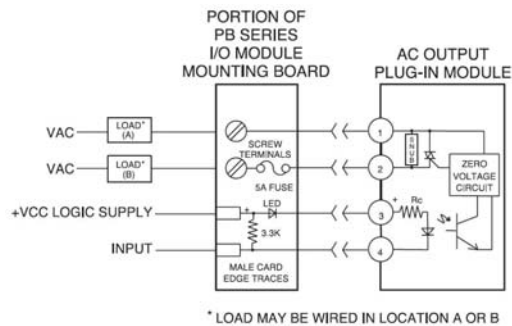 PORTION OF
PB SERIES
I/O MODULE
MOUNTING BOARD
AC OUTPUT
PLUG-IN MODULE
VAC
LOAD*
(A)
SCREW
TERMINALS
1
VAC
LOAD*
(B)
5A FUSE
2
SNUB
ZERO
VOLTAGE
CIRCUIT
+VCC LOGIC SUPPLY
+
LED
3
+
Rc
3.3K
INPUT
4
MALE CARD
EDGE TRACES
* LOAD MAY BE WIRED IN LOCATION A OR B